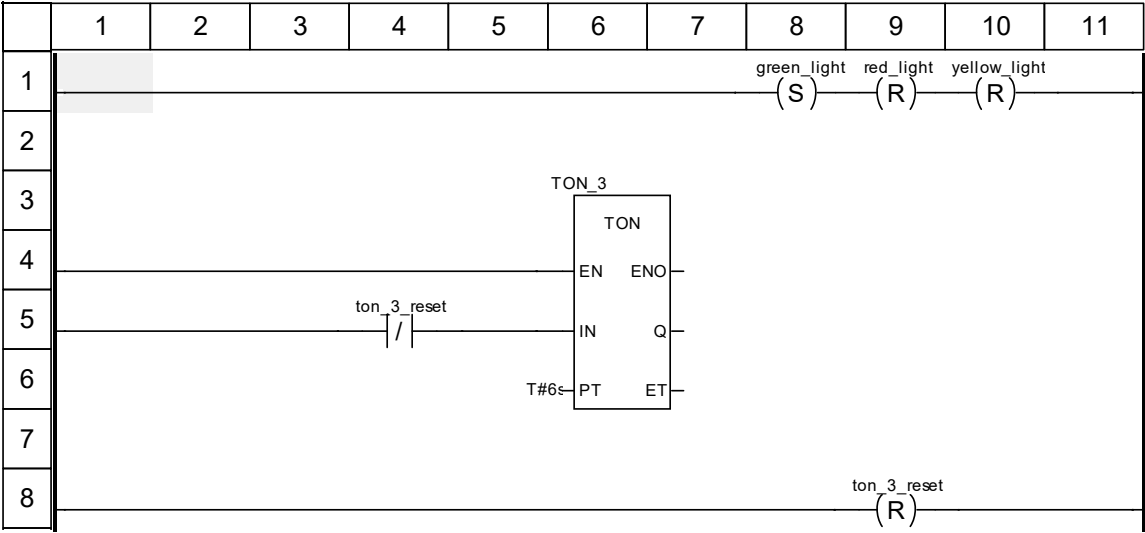 1 2 3 4 5 6 7 8 9 10 11
1
green_light red_light yellow_light
S R R
2
3
TON_3
TON
4
EN ENO
5
ton_3_reset
/
IN Q
6
T#6s
PT ET
7
8
ton_3_reset
R